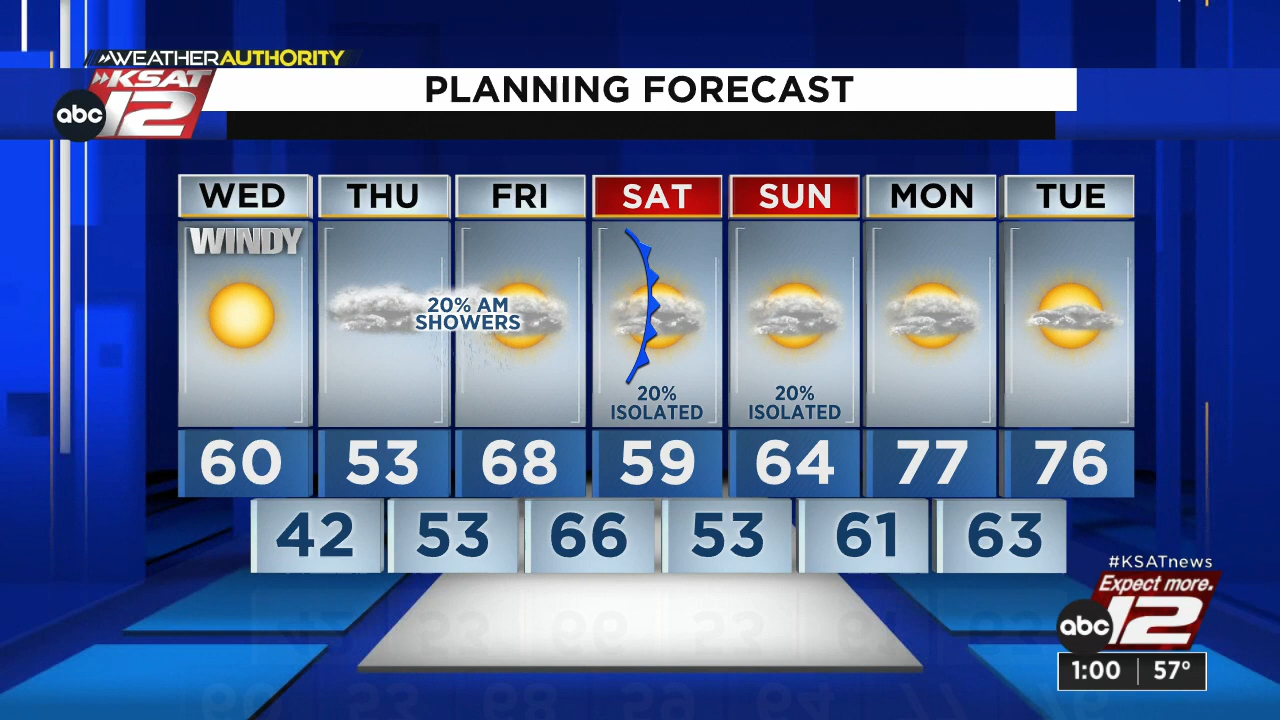 WEATHERAUTHORITY
KSAT
abc 12
PLANNING FORECAST
WED THU FRI SAT SUN MON TUE
WINDY
20% AM
SHOWERS
20%
ISOLATED
20%
ISOLATED
60 53 68 59 64 77 76
42 53 66 53 61 63
#KSATnews
Expect more.
abc 12
1:00 57°